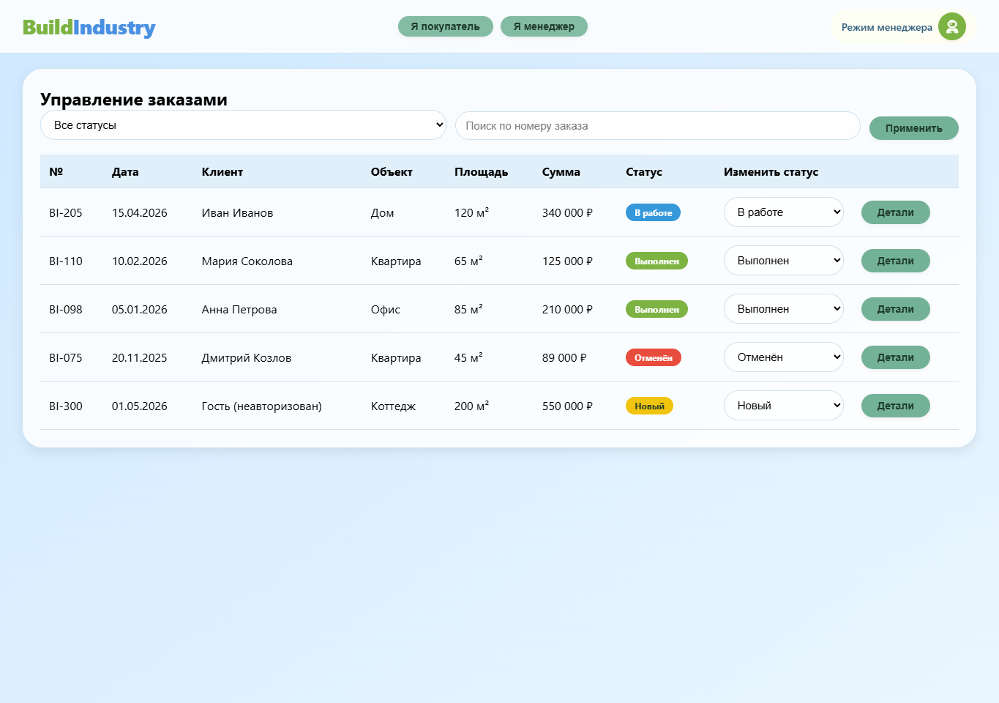 BuildIndustry
Я покупатель
Я менеджер
Режим менеджера
Управление заказами
Все статусы
Поиск по номеру заказа
Применить
№ Дата Клиент Объект Площадь Сумма Статус Изменить статус
BI-205 15.04.2026 Иван Иванов Дом 120 м² 340 000 ₽ В работе В работе Детали
BI-110 10.02.2026 Мария Соколова Квартира 65 м² 125 000 ₽ Выполнен Выполнен Детали
BI-098 05.01.2026 Анна Петрова Офис 85 м² 210 000 ₽ Выполнен Выполнен Детали
BI-075 20.11.2025 Дмитрий Козлов Квартира 45 м² 89 000 ₽ Отменён Отменён Детали
BI-300 01.05.2026 Гость (неавторизован) Коттедж 200 м² 550 000 ₽ Новый Новый Детали